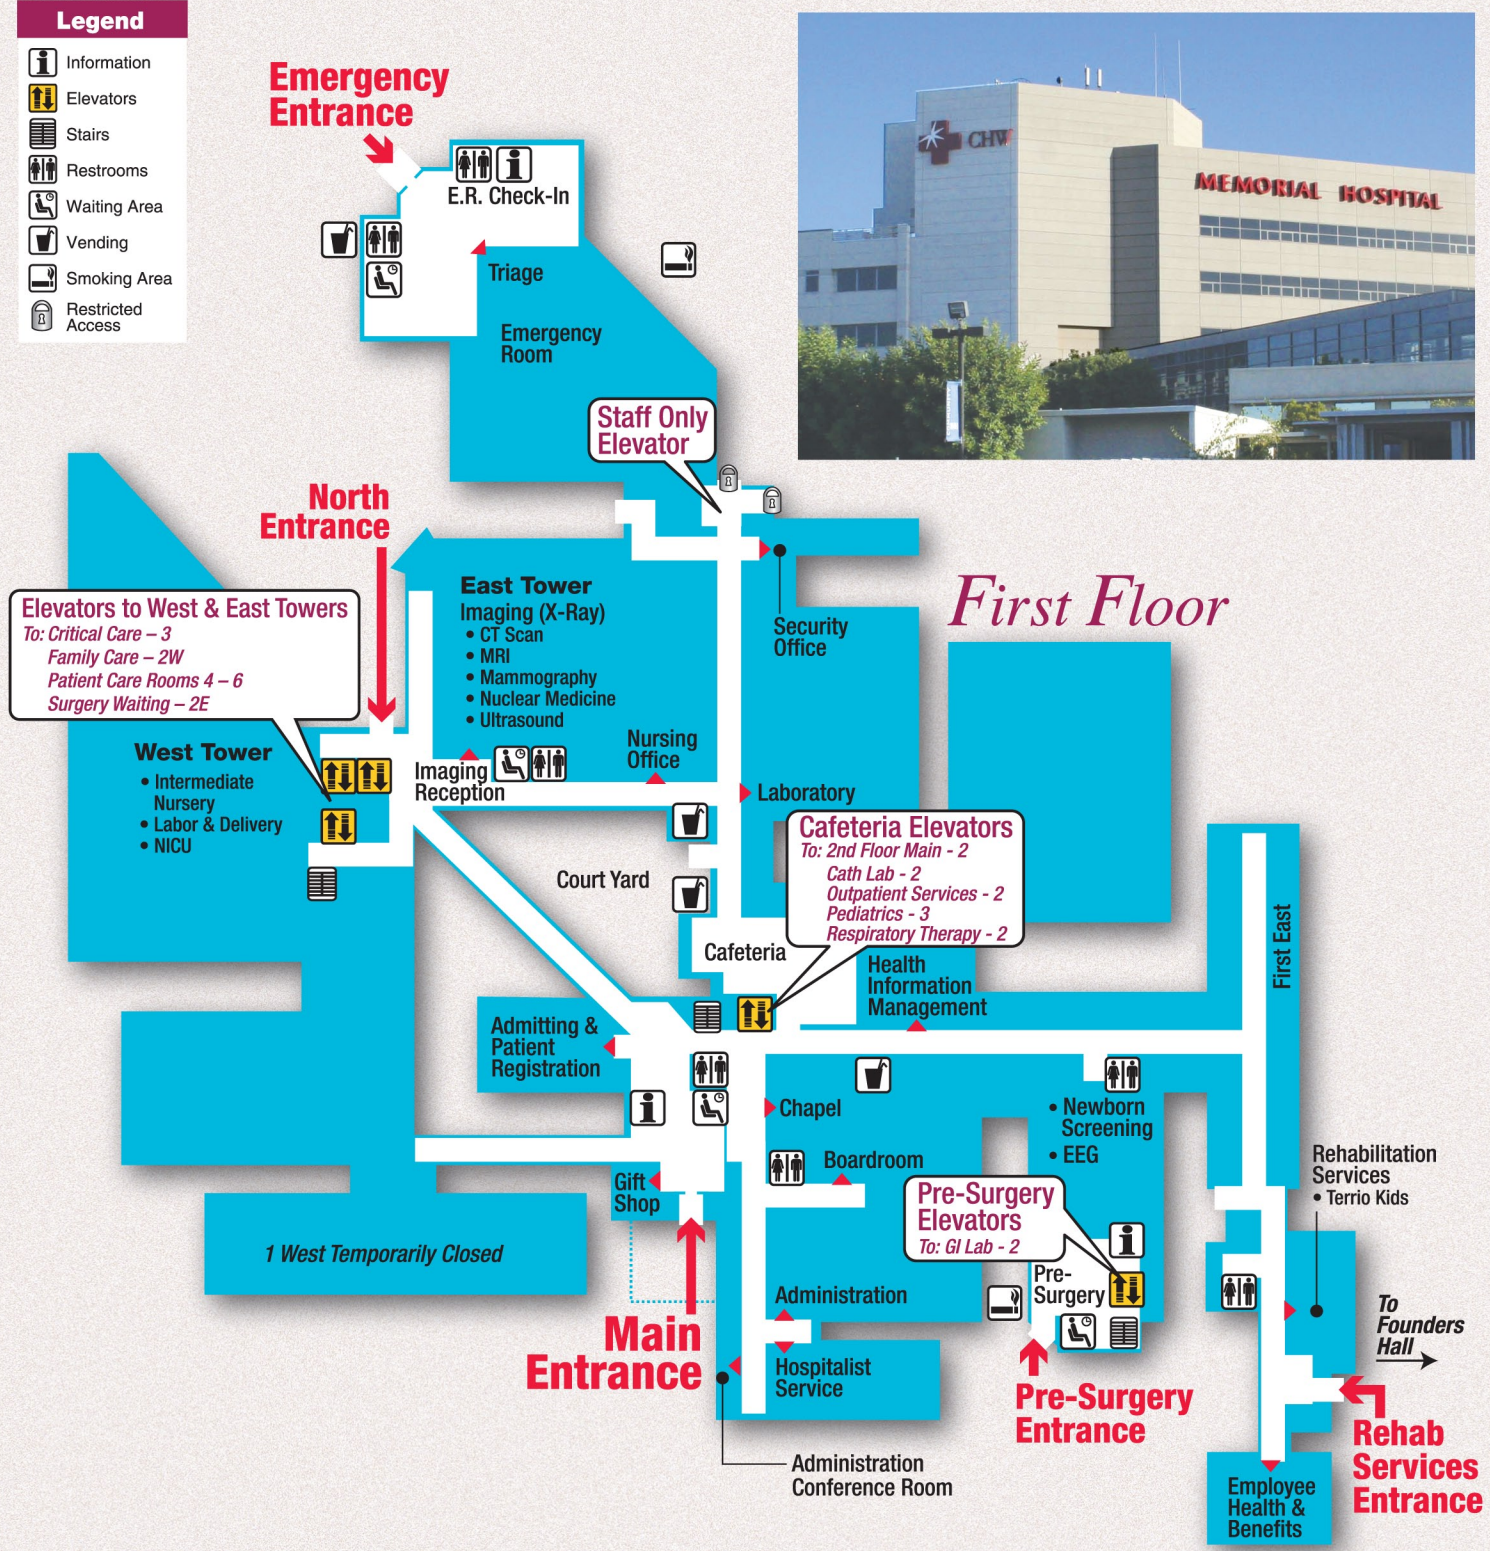 Legend
Information
Elevators
Stairs
Restrooms
Waiting Area
Vending
Smoking Area
Restricted
Access
Emergency
Entrance
E.R. Check-In
Triage
Emergency
Room
CHW
MEMORIAL HOSPITAL
Staff Only
Elevator
North
Entrance
Elevators to West & East Towers
To: Critical Care – 3
Family Care – 2W
Patient Care Rooms 4 – 6
Surgery Waiting – 2E
West Tower
• Intermediate
Nursery
• Labor & Delivery
• NICU
East Tower
Imaging (X-Ray)
• CT Scan
• MRI
• Mammography
• Nuclear Medicine
• Ultrasound
Imaging
Reception
Nursing
Office
Security
Office
First Floor
Laboratory
Cafeteria Elevators
To: 2nd Floor Main - 2
Cath Lab - 2
Outpatient Services - 2
Pediatrics - 3
Respiratory Therapy - 2
Court Yard
Cafeteria
Health
Information
Management
First East
Admitting &
Patient
Registration
Chapel
• Newborn
Screening
• EEG
Boardroom
Gift
Shop
Pre-Surgery
Elevators
To: GI Lab - 2
Rehabilitation
Services
• Terrio Kids
1 West Temporarily Closed
Pre-
Surgery
Administration
To
Founders
Hall
Main
Entrance
Hospitalist
Service
Pre-Surgery
Entrance
Rehab
Services
Entrance
Administration
Conference Room
Employee
Health &
Benefits